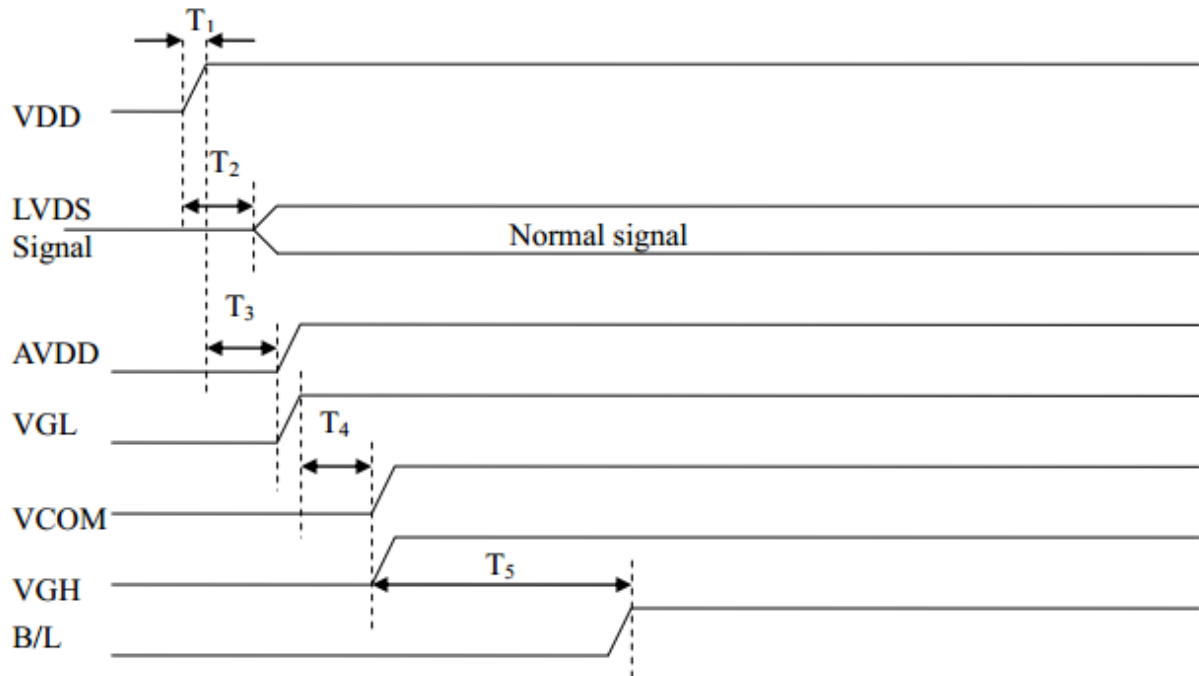 T₁
VDD
T₂
LVDS
Signal
Normal signal
T₃
AVDD
VGL
T₄
VCOM
VGH
T₅
B/L